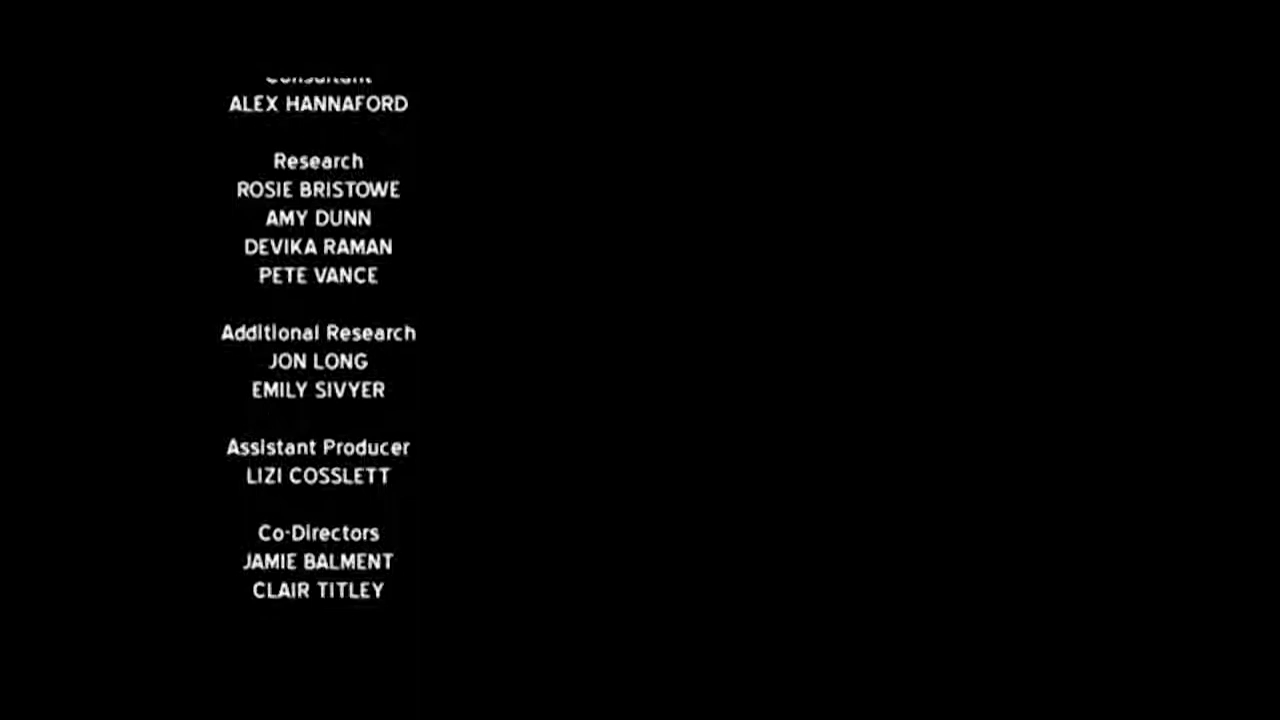 Consultant
ALEX HANNAFORD
Research
ROSIE BRISTOWE
AMY DUNN
DEVIKA RAMAN
PETE VANCE
Additional Research
JON LONG
EMILY SIVYER
Assistant Producer
LIZI COSSLETT
Co-Directors
JAMIE BALMENT
CLAIR TITLEY